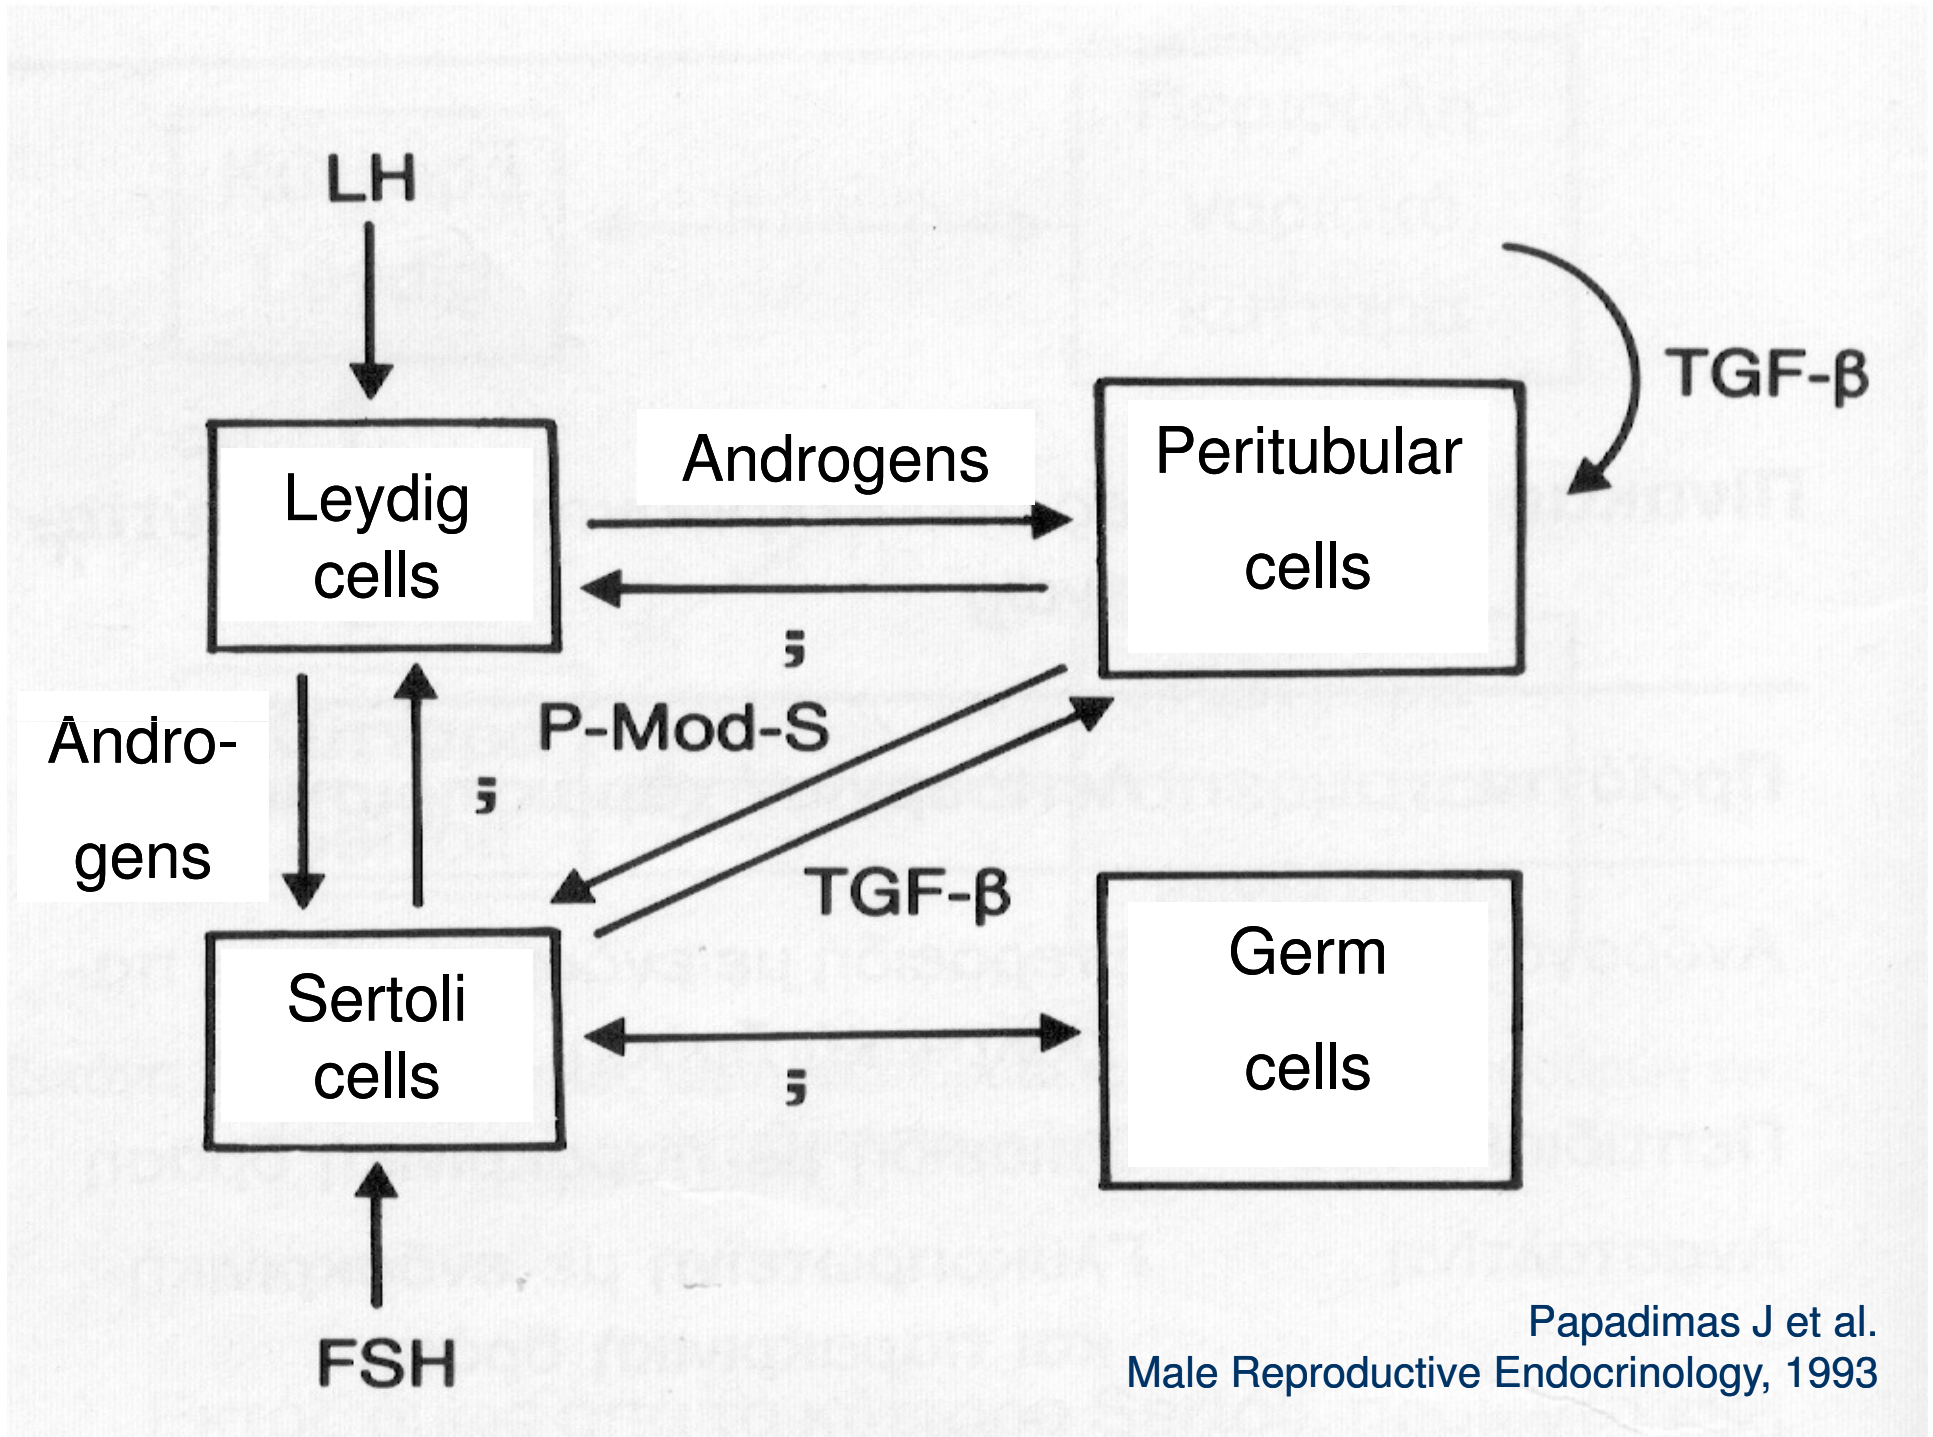 LH
TGF-β
Androgens
Peritubular
cells
Leydig
cells
;
P-Mod-S
Andro-
gens
;
TGF-β
Germ
cells
Sertoli
cells
;
FSH
Papadimas J et al.
Male Reproductive Endocrinology, 1993